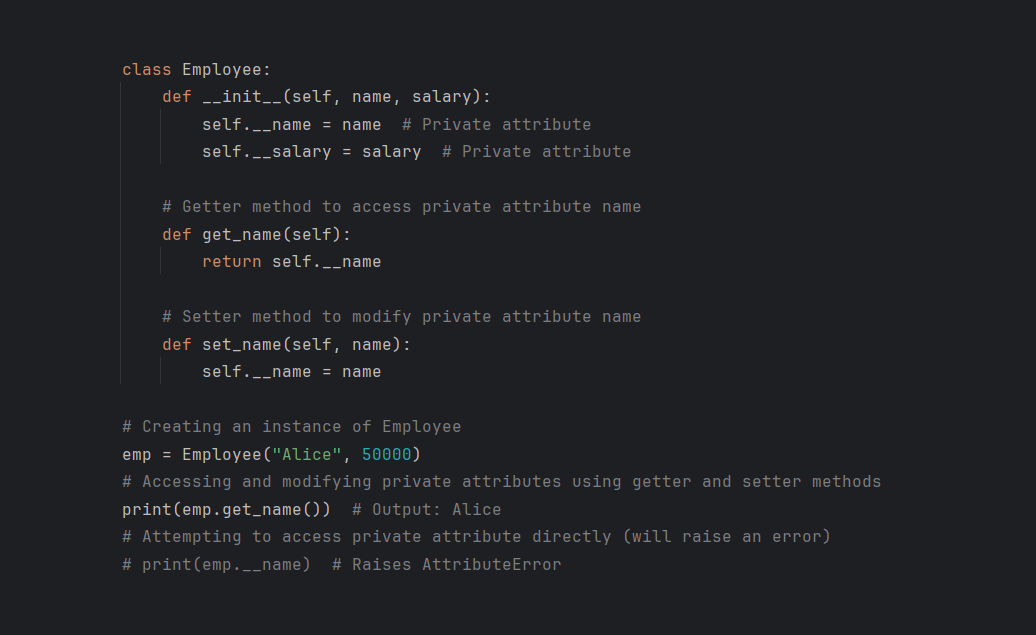 class Employee:
    def __init__(self, name, salary):
        self.__name = name  # Private attribute
        self.__salary = salary  # Private attribute

    # Getter method to access private attribute name
    def get_name(self):
        return self.__name

    # Setter method to modify private attribute name
    def set_name(self, name):
        self.__name = name

# Creating an instance of Employee
emp = Employee("Alice", 50000)
# Accessing and modifying private attributes using getter and setter methods
print(emp.get_name())  # Output: Alice
# Attempting to access private attribute directly (will raise an error)
# print(emp.__name)  # Raises AttributeError